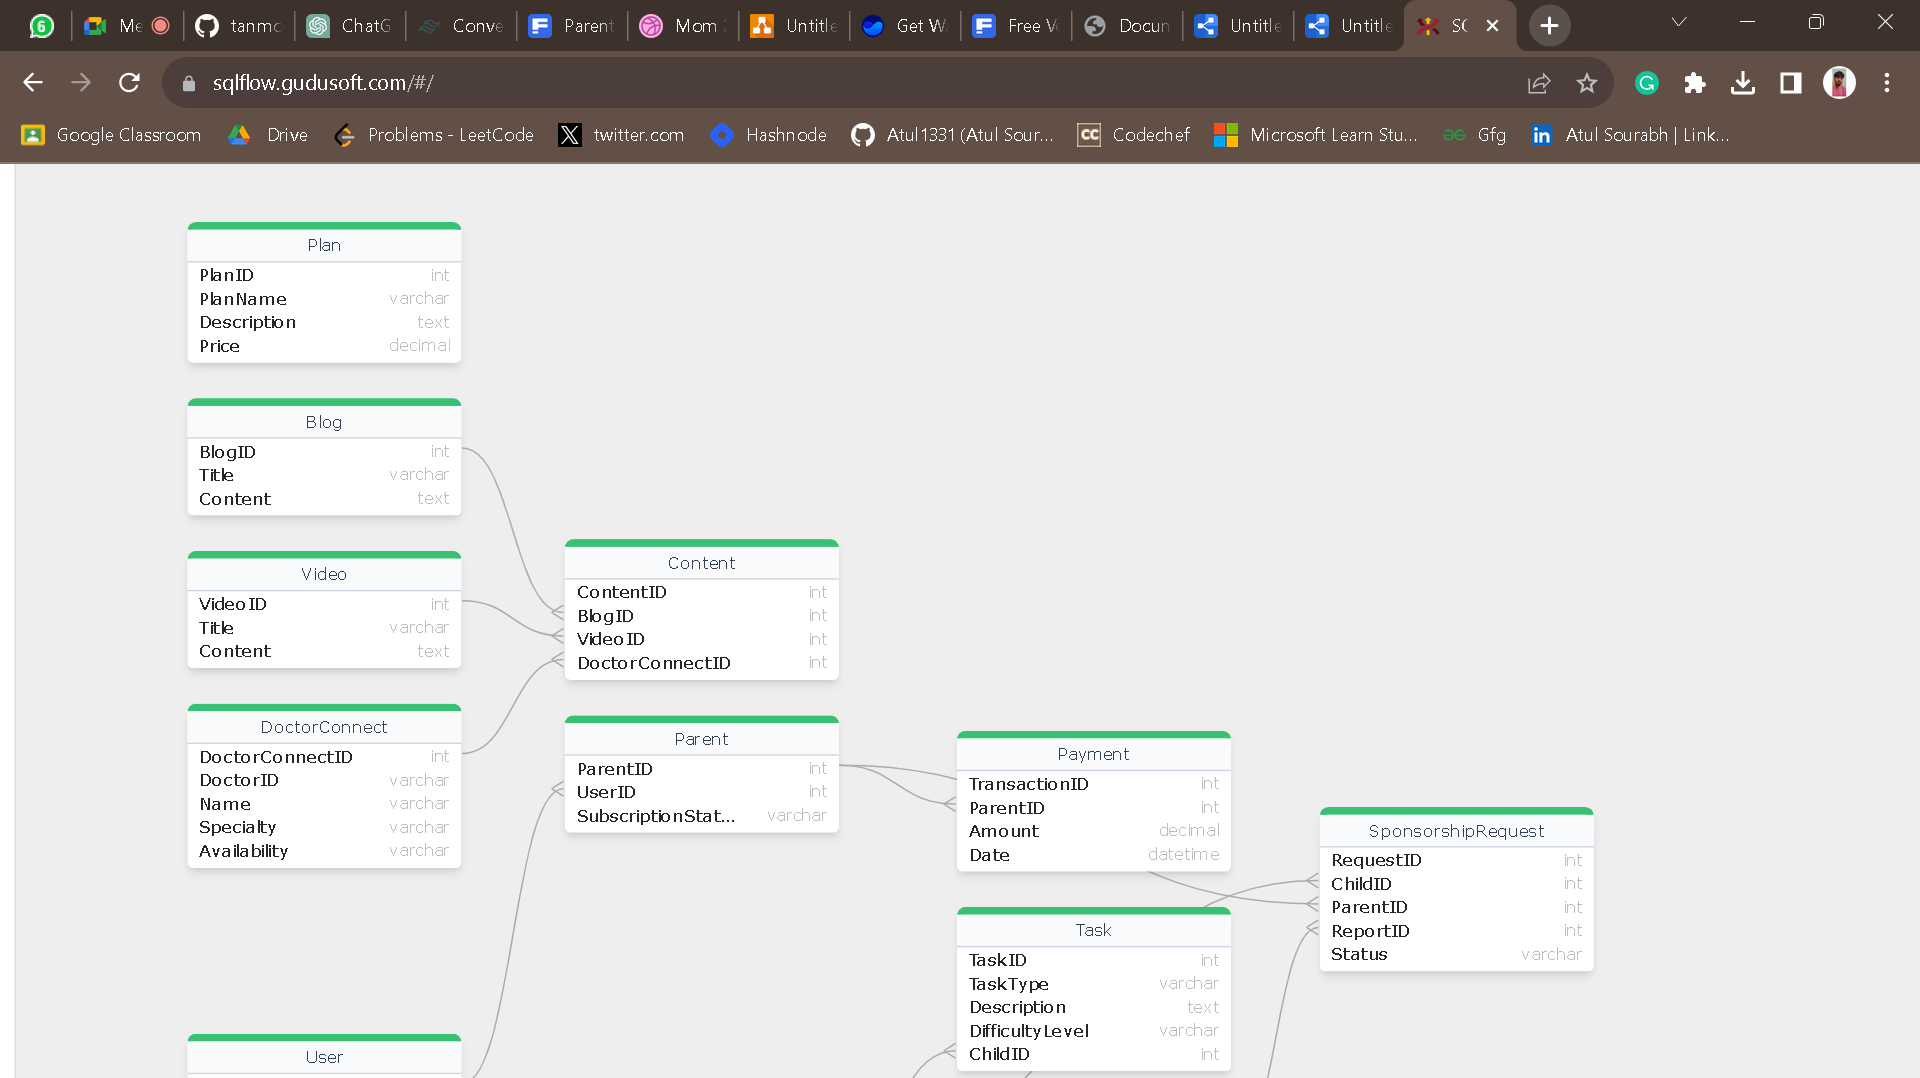 6
Me
tanmo
ChatG
Conve
Parent
Mom
Untitle
Get W
Free Ve
Docun
Untitle
Untitle
SC
sqlflow.gudusoft.com/#/
G
Google Classroom
Drive
Problems - LeetCode
twitter.com
Hashnode
Atul1331 (Atul Sour...
CC
Codechef
Microsoft Learn Stu...
Gfg
in
Atul Sourabh | Link...
Plan
PlanID int
PlanName varchar
Description text
Price decimal
Blog
BlogID int
Title varchar
Content text
Video
VideoID int
Title varchar
Content text
DoctorConnect
DoctorConnectID int
DoctorID varchar
Name varchar
Specialty varchar
Availability varchar
User
Content
ContentID int
BlogID int
VideoID int
DoctorConnectID int
Parent
ParentID int
UserID int
SubscriptionStat... varchar
Payment
TransactionID int
ParentID int
Amount decimal
Date datetime
Task
TaskID int
TaskType varchar
Description text
DifficultyLevel varchar
ChildID int
SponsorshipRequest
RequestID int
ChildID int
ParentID int
ReportID int
Status varchar